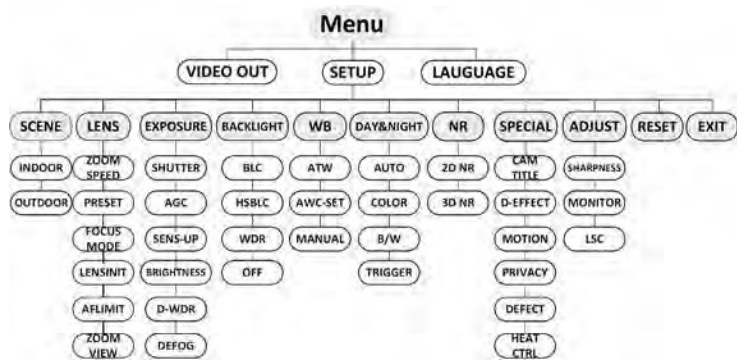 Menu
VIDEO OUT
SETUP
LAUGUAGE
SCENE
LENS
EXPOSURE
BACKLIGHT
WB
DAY&NIGHT
NR
SPECIAL
ADJUST
RESET
EXIT
INDOOR
ZOOM
SPEED
SHUTTER
BLC
ATW
AUTO
2D NR
CAM
TITLE
SHARPNESS
OUTDOOR
PRESET
AGC
HSBLC
AWC-SET
COLOR
3D NR
D-EFFECT
MONITOR
FOCUS
MODE
SENS-UP
WDR
MANUAL
B/W
MOTION
LSC
LENSINIT
BRIGHTNESS
OFF
TRIGGER
PRIVACY
AFLIMIT
D-WDR
DEFECT
ZOOM
VIEW
DEFOG
HEAT
CTRL